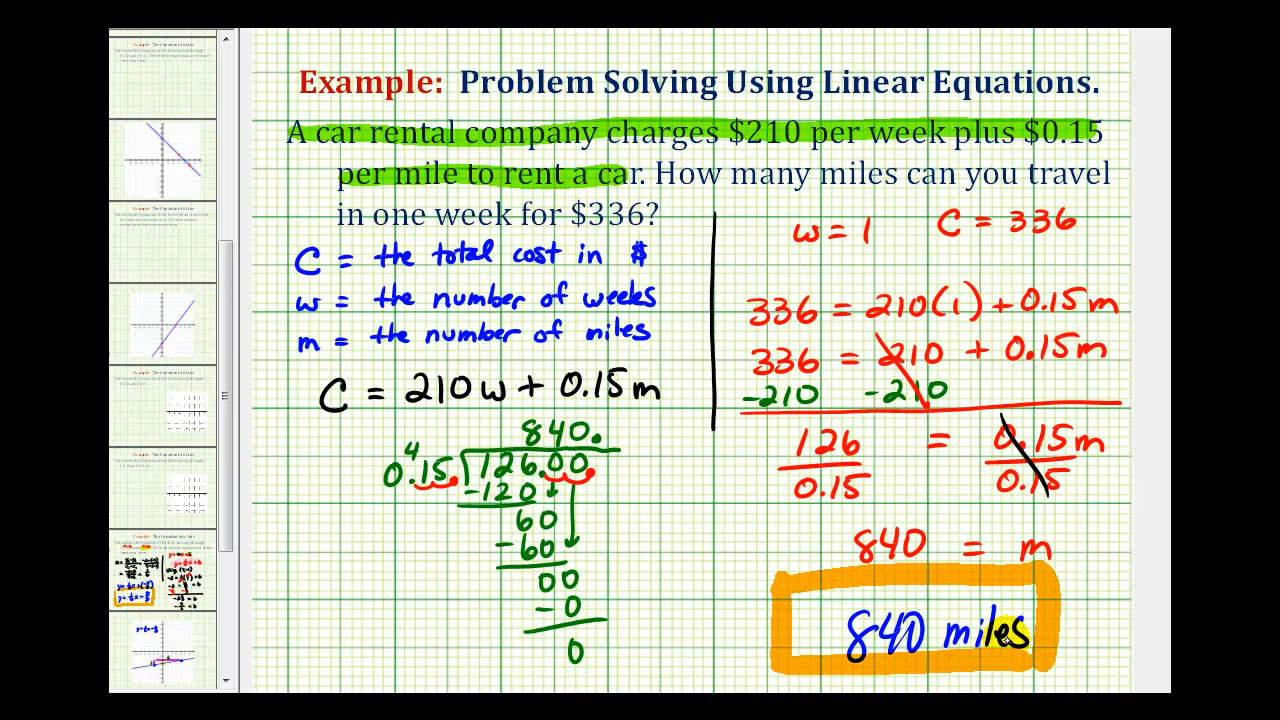 Example: Problem Solving Using Linear Equations.
A car rental company charges $210 per week plus $0.15
per mile to rent a car. How many miles can you travel
in one week for $336?
C = the total cost in $
w = the number of weeks
m = the number of miles
C = 210w + 0.15m
840.
4
0.15 126.00
-120
60
-60
00
-0
0
w = 1 C = 336
336 = 210(1) + 0.15m
336 = 210 + 0.15m
-210 -210
126 = 0.15m
0.15 0.15
840 = m
840 miles